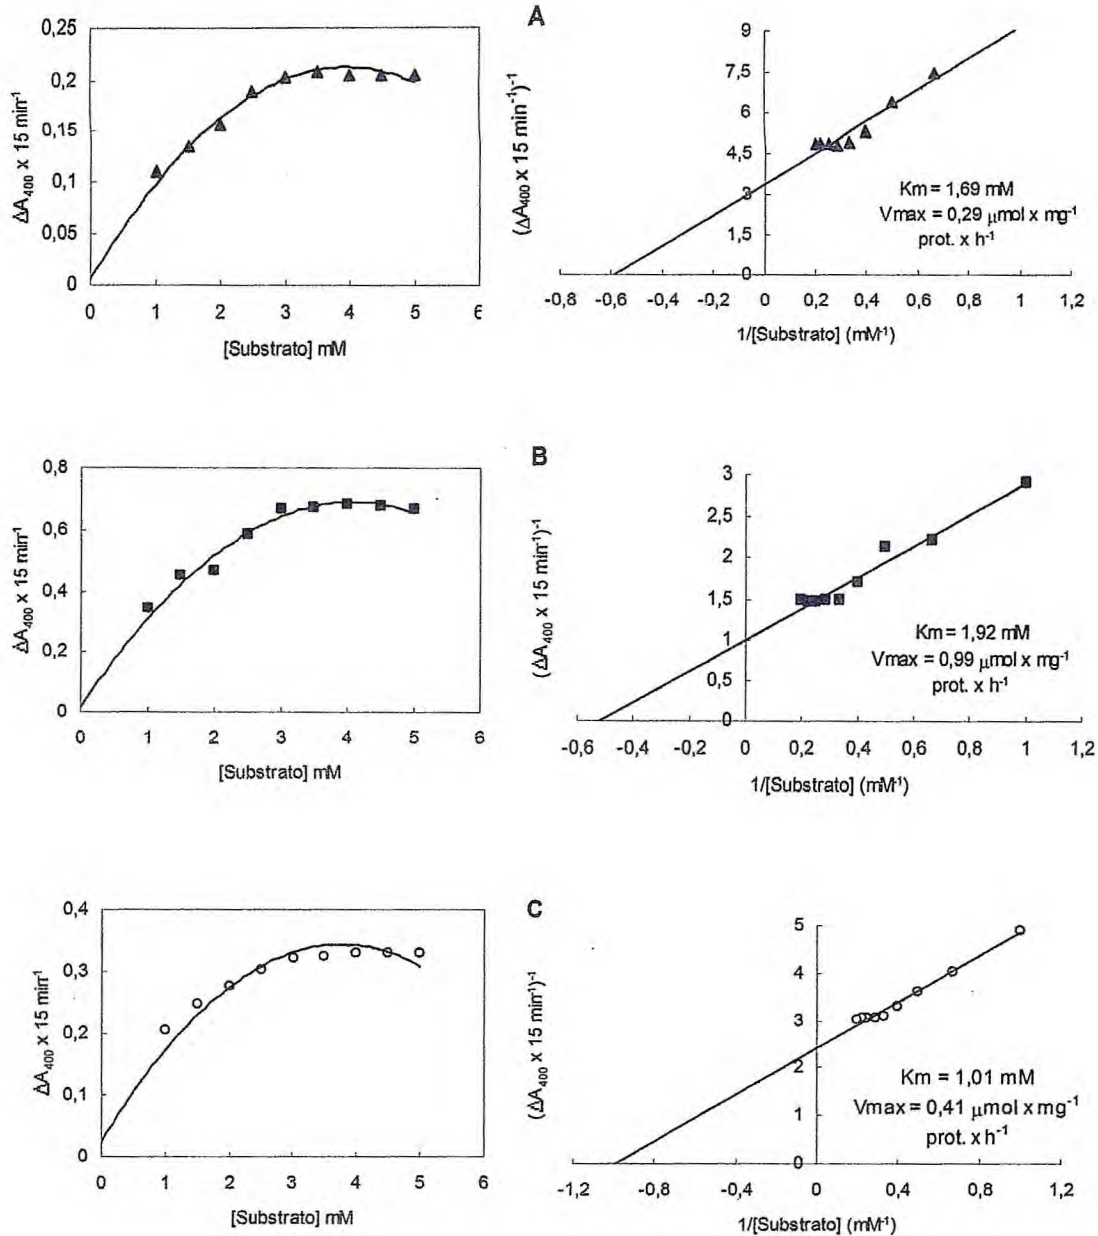 A
0,25
0,2
0,15
0,1
0,05
0
0 1 2 3 4 5 6
ΔA₄₀₀ x 15 min⁻¹
[Substrato] mM
9
7,5
6
4,5
3
1,5
0
-0,8 -0,6 -0,4 -0,2 0 0,2 0,4 0,6 0,8 1 1,2
(ΔA₄₀₀ x 15 min⁻¹)⁻¹
1/[Substrato] (mM⁻¹)
Km = 1,69 mM
Vmax = 0,29 μmol x mg⁻¹
prot. x h⁻¹
B
0,8
0,6
0,4
0,2
0
0 1 2 3 4 5 6
ΔA₄₀₀ x 15 min⁻¹
[Substrato] mM
3
2,5
2
1,5
1
0,5
0
-0,6 -0,4 -0,2 0 0,2 0,4 0,6 0,8 1 1,2
(ΔA₄₀₀ x 15 min⁻¹)⁻¹
1/[Substrato] (mM⁻¹)
Km = 1,92 mM
Vmax = 0,99 μmol x mg⁻¹
prot. x h⁻¹
C
0,4
0,3
0,2
0,1
0
0 1 2 3 4 5 6
ΔA₄₀₀ x 15 min⁻¹
[Substrato] mM
5
4
3
2
1
0
-1,2 -0,8 -0,4 0 0,4 0,8 1,2
(ΔA₄₀₀ x 15 min⁻¹)⁻¹
1/[Substrato] (mM⁻¹)
Km = 1,01 mM
Vmax = 0,41 μmol x mg⁻¹
prot. x h⁻¹